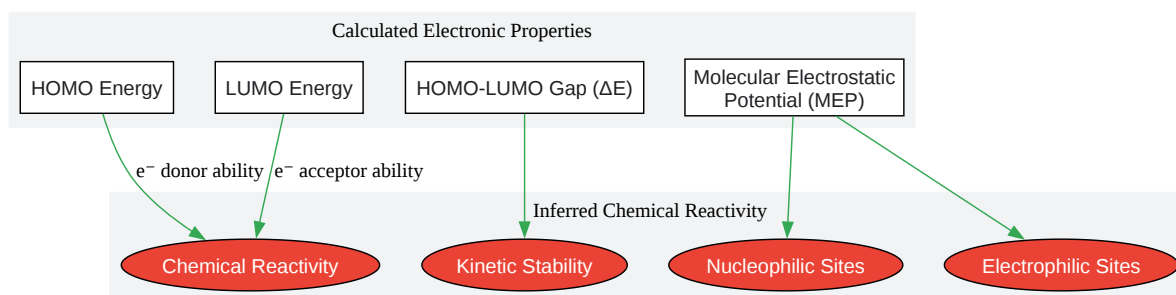 Calculated Electronic Properties
HOMO Energy
LUMO Energy
HOMO-LUMO Gap (ΔE)
Molecular Electrostatic
Potential (MEP)
e⁻ donor ability
e⁻ acceptor ability
Inferred Chemical Reactivity
Chemical Reactivity
Kinetic Stability
Nucleophilic Sites
Electrophilic Sites